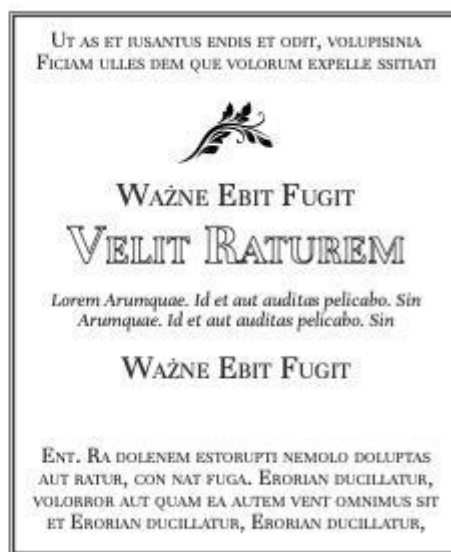 Ut as et iusantus endis et odit, volupisinia
Ficiam ulles dem que volorum expelle ssitiati
Ważne Ebit Fugit
Velit Raturem
Lorem Arumquae. Id et aut auditas pelicabo. Sin
Arumquae. Id et aut auditas pelicabo. Sin
Ważne Ebit Fugit
Ent. Ra dolenem estorupti nemolo doluptas
aut ratur, con nat fuga. Erorian ducillatur,
volorror aut quam ea autem vent omnimus sit
et Erorian ducillatur, Erorian ducillatur,